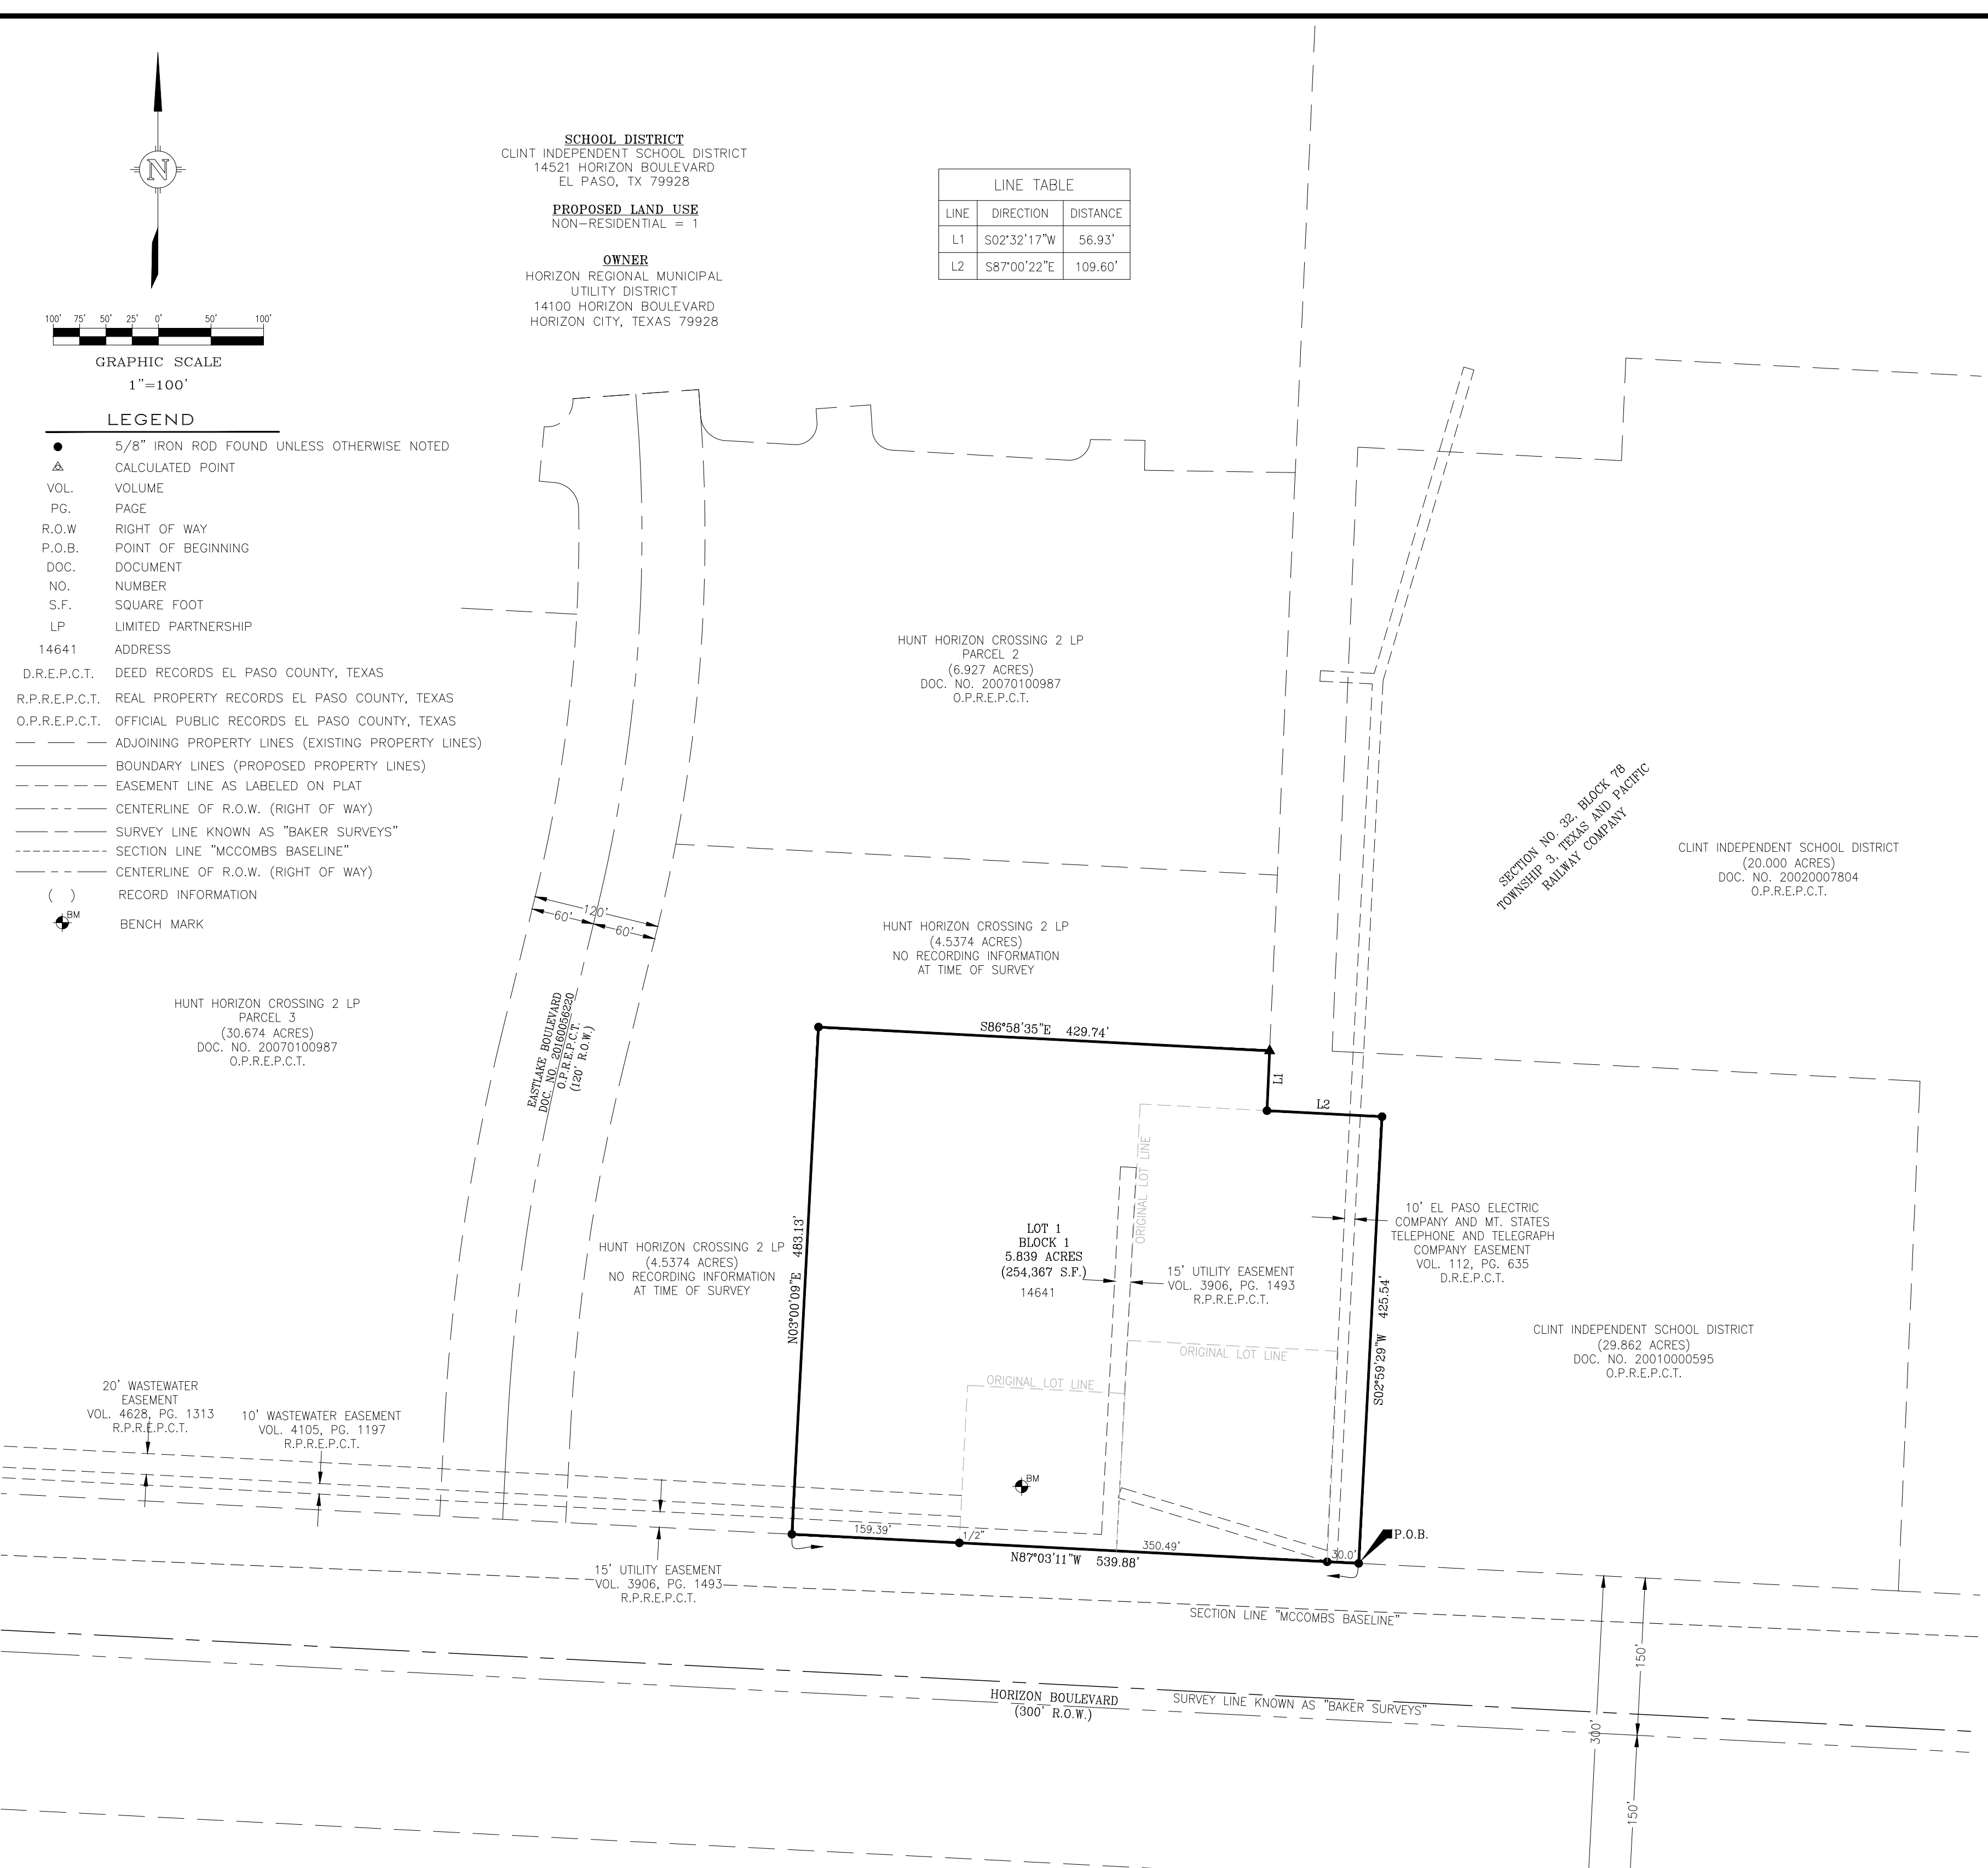 N
100' 75' 50' 25' 0' 50' 100'
GRAPHIC SCALE
1"=100'
LEGEND
5/8" IRON ROD FOUND UNLESS OTHERWISE NOTED
CALCULATED POINT
VOL. VOLUME
PG. PAGE
R.O.W RIGHT OF WAY
P.O.B. POINT OF BEGINNING
DOC. DOCUMENT
NO. NUMBER
S.F. SQUARE FOOT
LP LIMITED PARTNERSHIP
14641 ADDRESS
D.R.E.P.C.T. DEED RECORDS EL PASO COUNTY, TEXAS
R.P.R.E.P.C.T. REAL PROPERTY RECORDS EL PASO COUNTY, TEXAS
O.P.R.E.P.C.T. OFFICIAL PUBLIC RECORDS EL PASO COUNTY, TEXAS
ADJOINING PROPERTY LINES (EXISTING PROPERTY LINES)
BOUNDARY LINES (PROPOSED PROPERTY LINES)
EASEMENT LINE AS LABELED ON PLAT
CENTERLINE OF R.O.W. (RIGHT OF WAY)
SURVEY LINE KNOWN AS "BAKER SURVEYS"
SECTION LINE "MCCOMBS BASELINE"
CENTERLINE OF R.O.W. (RIGHT OF WAY)
( ) RECORD INFORMATION
BM BENCH MARK
SCHOOL DISTRICT
CLINT INDEPENDENT SCHOOL DISTRICT
14521 HORIZON BOULEVARD
EL PASO, TX 79928
PROPOSED LAND USE
NON-RESIDENTIAL = 1
OWNER
HORIZON REGIONAL MUNICIPAL
UTILITY DISTRICT
14100 HORIZON BOULEVARD
HORIZON CITY, TEXAS 79928
LINE TABLE
LINE DIRECTION DISTANCE
L1 S02°32'17"W 56.93'
L2 S87°00'22"E 109.60'
HUNT HORIZON CROSSING 2 LP
PARCEL 2
(6.927 ACRES)
DOC. NO. 20070100987
O.P.R.E.P.C.T.
SECTION NO. 32, BLOCK 78
TOWNSHIP 3, TEXAS AND PACIFIC
RAILWAY COMPANY
CLINT INDEPENDENT SCHOOL DISTRICT
(20.000 ACRES)
DOC. NO. 20020007804
O.P.R.E.P.C.T.
120'
60'
60'
HUNT HORIZON CROSSING 2 LP
(4.5374 ACRES)
NO RECORDING INFORMATION
AT TIME OF SURVEY
HUNT HORIZON CROSSING 2 LP
PARCEL 3
(30.674 ACRES)
DOC. NO. 20070100987
O.P.R.E.P.C.T.
EASTLAKE BOULEVARD
DOC. NO. 20160056220
O.P.R.E.P.C.T.
(120' R.O.W.)
S86°58'35"E 429.74'
L1
L2
ORIGINAL LOT LINE
N03°00'09"E 483.13'
LOT 1
BLOCK 1
5.839 ACRES
(254,367 S.F.)
14641
15' UTILITY EASEMENT
VOL. 3906, PG. 1493
R.P.R.E.P.C.T.
10' EL PASO ELECTRIC
COMPANY AND MT. STATES
TELEPHONE AND TELEGRAPH
COMPANY EASEMENT
VOL. 112, PG. 635
D.R.E.P.C.T.
HUNT HORIZON CROSSING 2 LP
(4.5374 ACRES)
NO RECORDING INFORMATION
AT TIME OF SURVEY
S02°59'29"W 425.54'
CLINT INDEPENDENT SCHOOL DISTRICT
(29.862 ACRES)
DOC. NO. 20010000595
O.P.R.E.P.C.T.
ORIGINAL LOT LINE
ORIGINAL LOT LINE
20' WASTEWATER
EASEMENT
VOL. 4628, PG. 1313
R.P.R.E.P.C.T.
10' WASTEWATER EASEMENT
VOL. 4105, PG. 1197
R.P.R.E.P.C.T.
BM
159.39'
1/2"
350.49'
30.0'
P.O.B.
N87°03'11"W 539.88'
15' UTILITY EASEMENT
VOL. 3906, PG. 1493
R.P.R.E.P.C.T.
SECTION LINE "MCCOMBS BASELINE"
HORIZON BOULEVARD
(300' R.O.W.)
SURVEY LINE KNOWN AS "BAKER SURVEYS"
150'
300'
150'